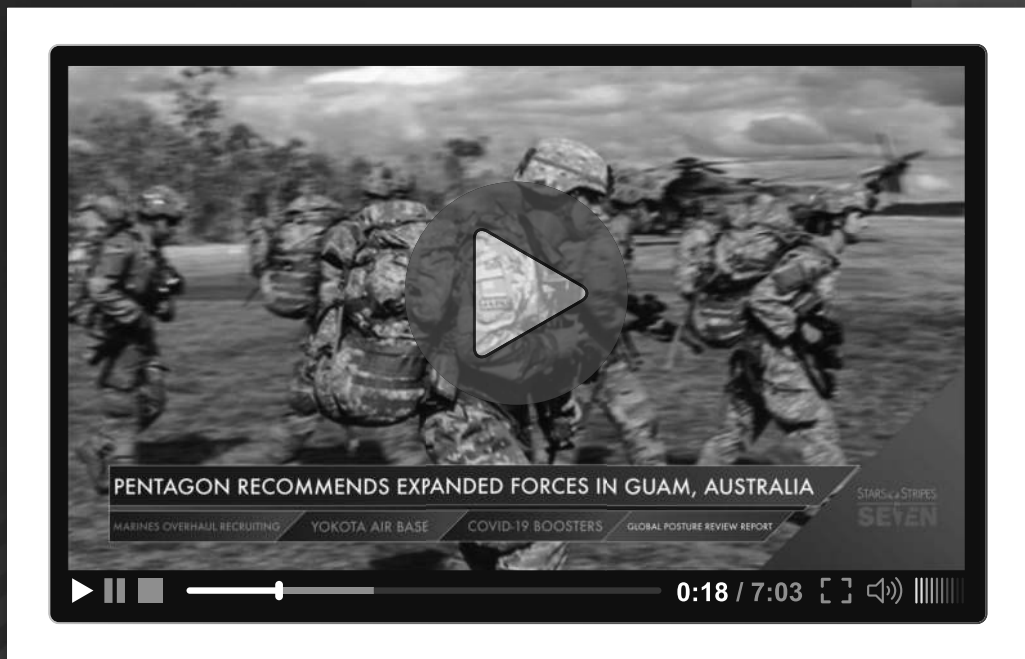 PENTAGON RECOMMENDS EXPANDED FORCES IN GUAM, AUSTRALIA
MARINES OVERHAUL RECRUITING YOKOTA AIR BASE COVID-19 BOOSTERS GLOBAL POSTURE REVIEW REPORT
STARS AND STRIPES
SEVEN
0:18 / 7:03